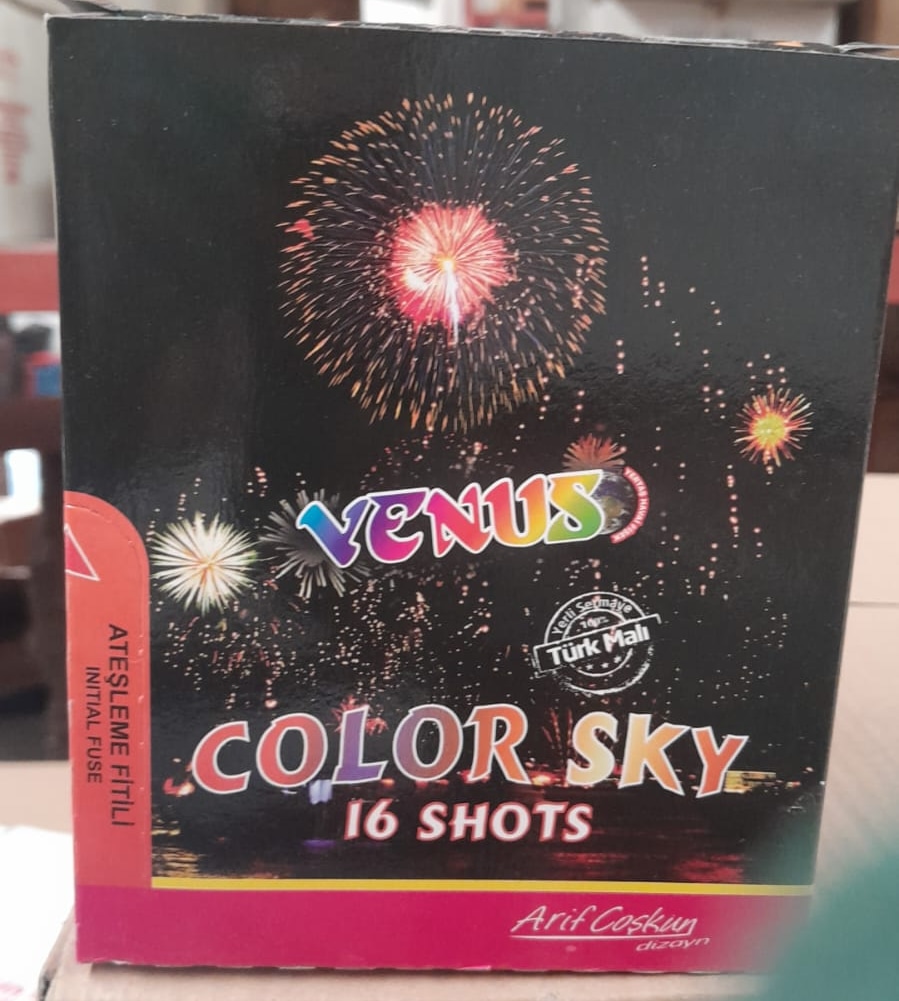 VENUS
Yerli Sermaye
Türk Malı
COLOR SKY
16 SHOTS
ATEŞLEME FİTİLİ
INITIAL FUSE
Arif Coşkun
dizayn